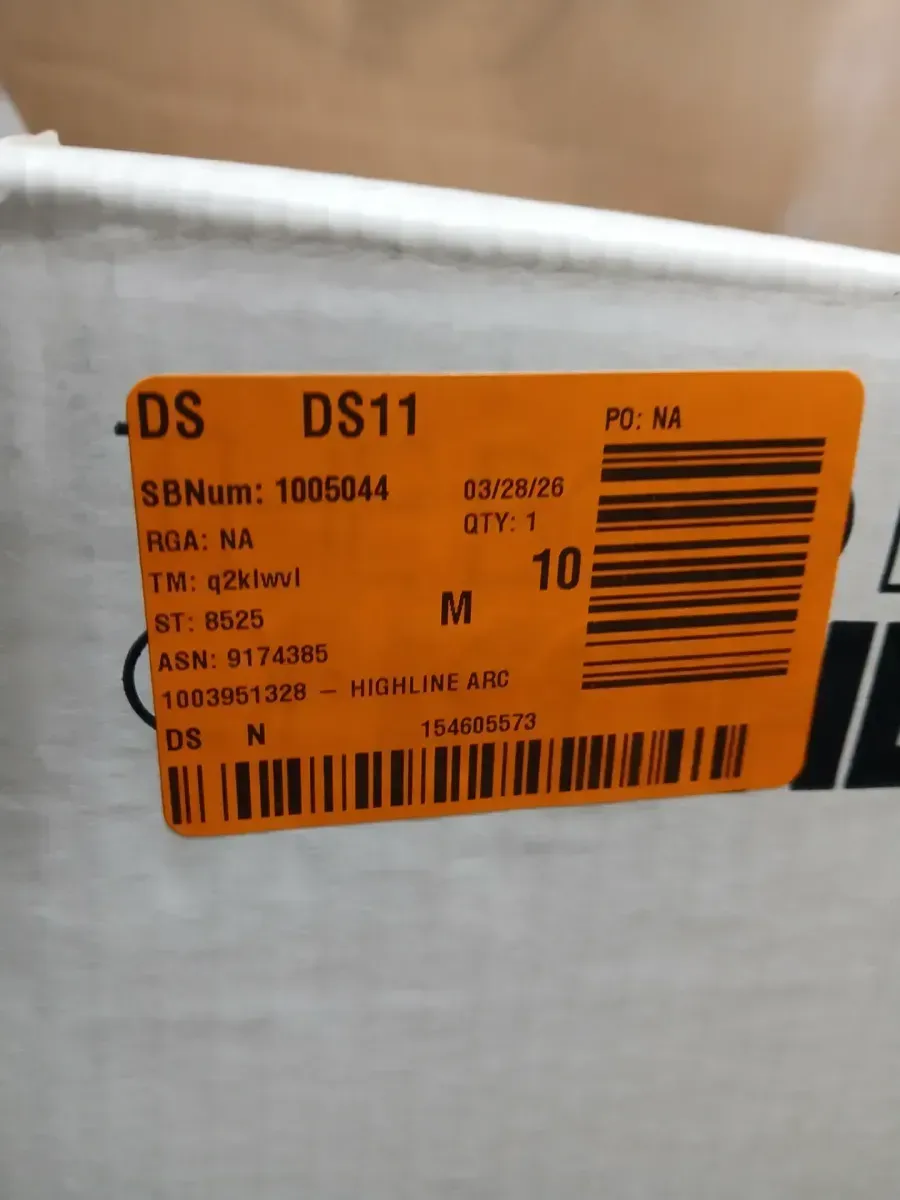 DS DS11 PO: NA
SBNum: 1005044 03/28/26
QTY: 1
RGA: NA
10
TM: q2klwvl
M
ST: 8525
ASN: 9174385
1003951328 – HIGHLINE ARC
DS N 154605573